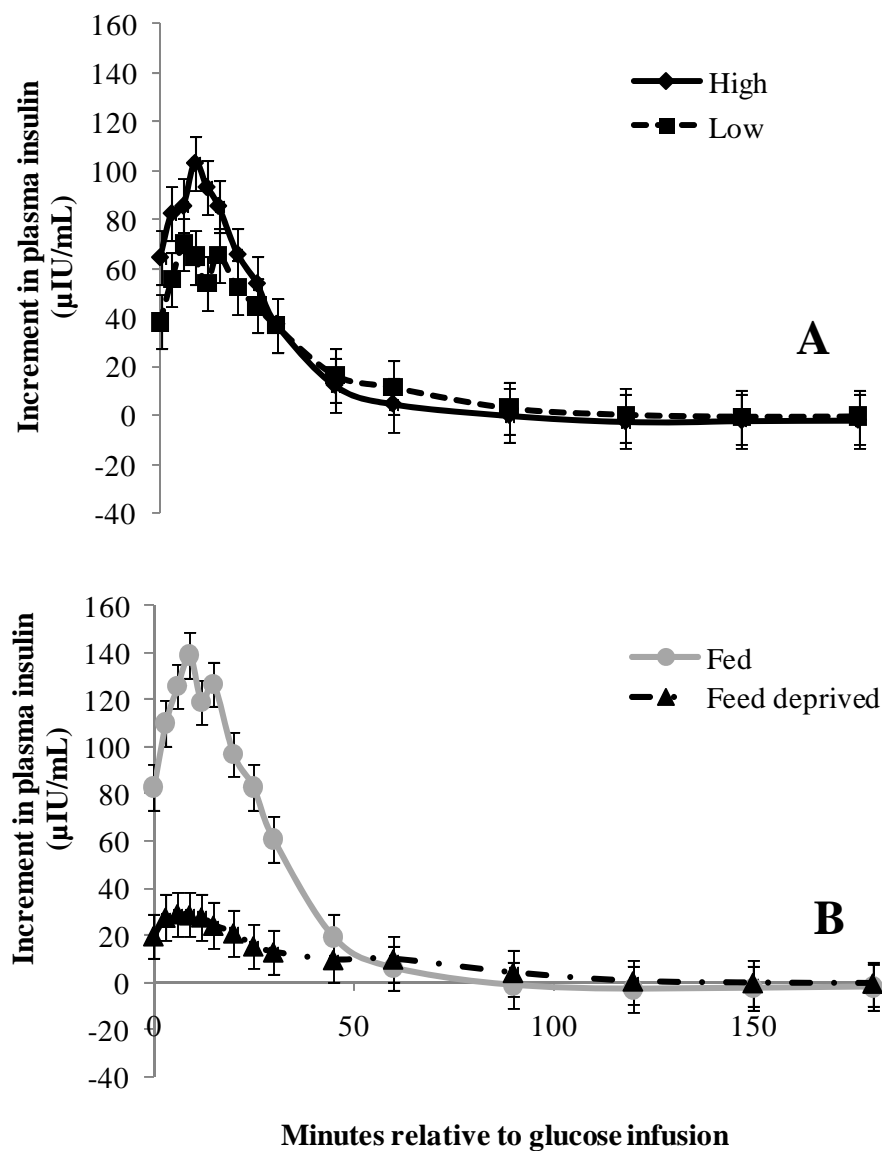 Increment in plasma insulin
(µIU/mL)
160
140
120
100
80
60
40
20
0
-20
-40
High
Low
A
Increment in plasma insulin
(µIU/mL)
160
140
120
100
80
60
40
20
0
-20
-40
Fed
Feed deprived
B
0 50 100 150
Minutes relative to glucose infusion